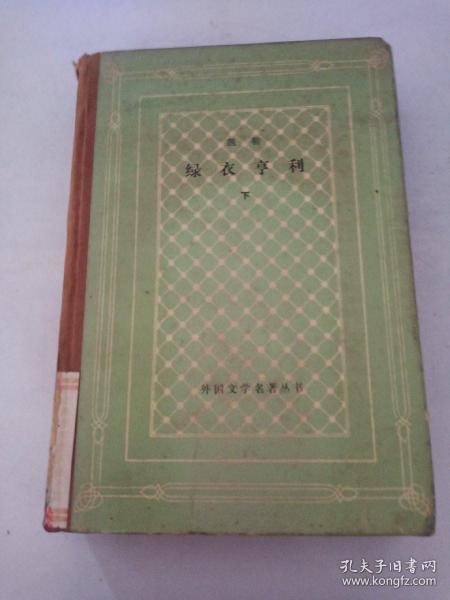 凯勒
绿衣亨利
下
外国文学名著丛书
孔夫子旧书网
www.kongfz.com